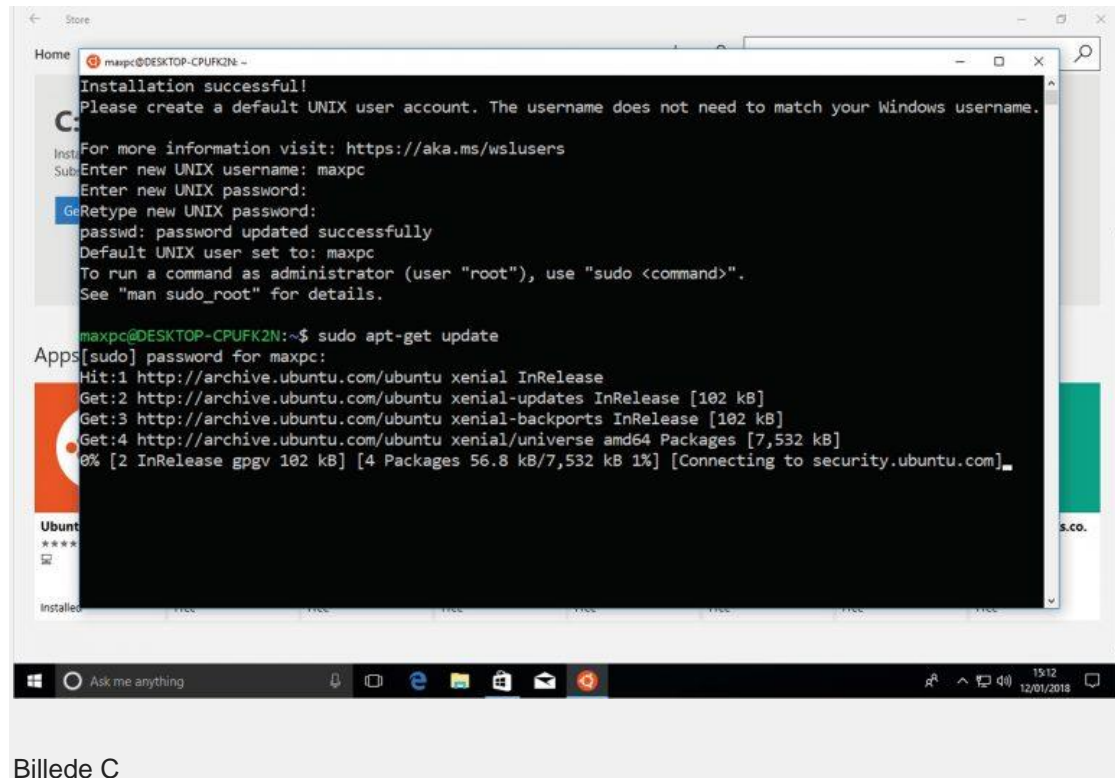 Store
Home
maxpc@DESKTOP-CPUFK2N: ~
Installation successful!
Please create a default UNIX user account. The username does not need to match your Windows username.
For more information visit: https://aka.ms/wslusers
Enter new UNIX username: maxpc
Enter new UNIX password:
Retype new UNIX password:
passwd: password updated successfully
Default UNIX user set to: maxpc
To run a command as administrator (user "root"), use "sudo <command>".
See "man sudo_root" for details.
maxpc@DESKTOP-CPUFK2N:~$ sudo apt-get update
[sudo] password for maxpc:
Hit:1 http://archive.ubuntu.com/ubuntu xenial InRelease
Get:2 http://archive.ubuntu.com/ubuntu xenial-updates InRelease [102 kB]
Get:3 http://archive.ubuntu.com/ubuntu xenial-backports InRelease [102 kB]
Get:4 http://archive.ubuntu.com/ubuntu xenial/universe amd64 Packages [7,532 kB]
0% [2 InRelease gpgv 102 kB] [4 Packages 56.8 kB/7,532 kB 1%] [Connecting to security.ubuntu.com]
C:
Inst
Sub
Ge
Apps
Ubunt
s.co.
Installed
Ask me anything
15:12
12/01/2018
Billede C